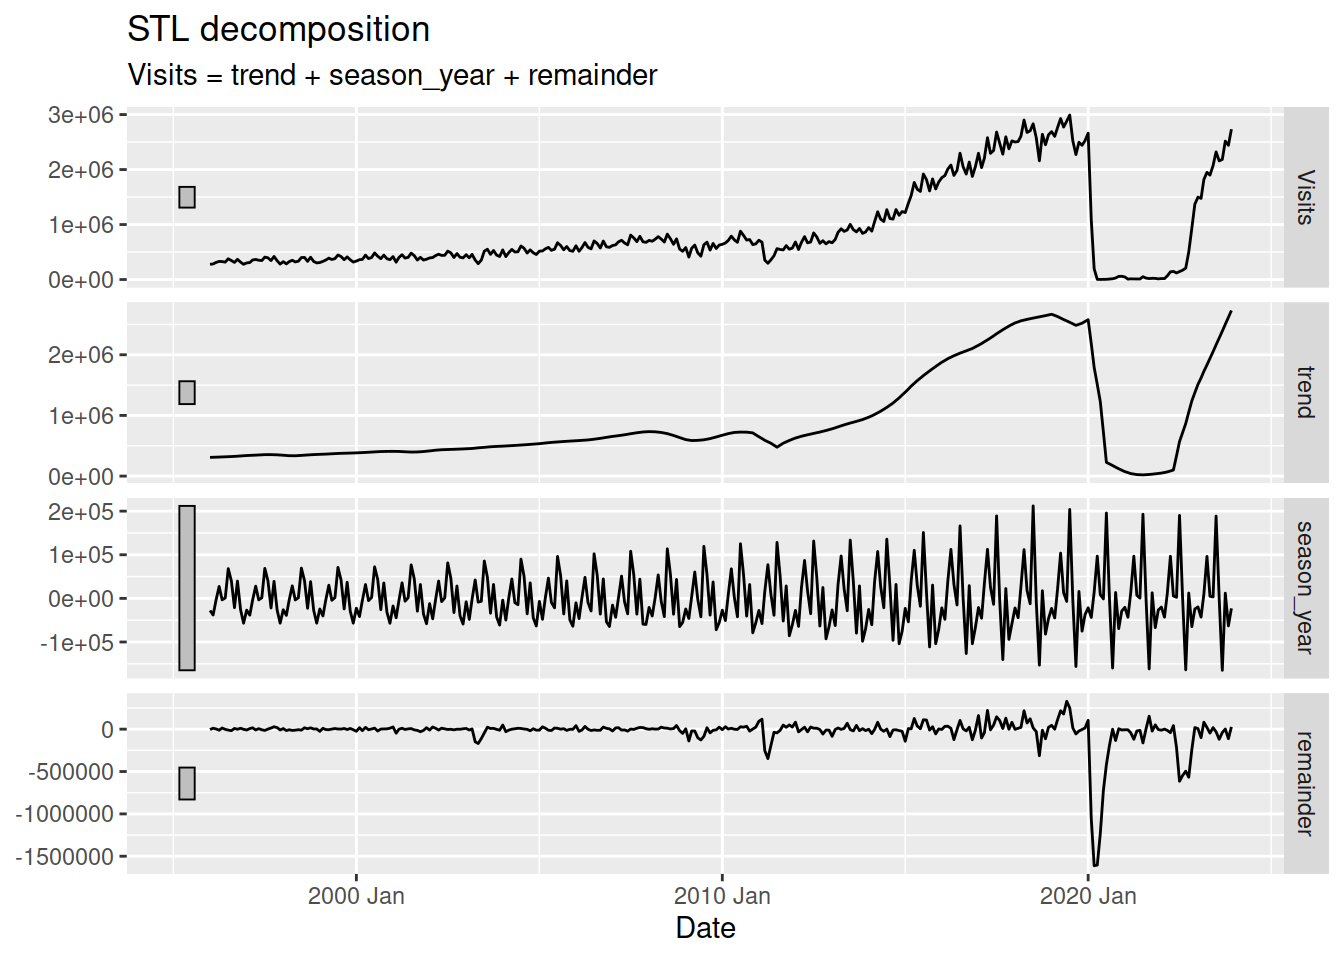 STL decomposition
Visits = trend + season_year + remainder
3e+06
2e+06
1e+06
0e+00
Visits
2e+06
1e+06
0e+00
trend
2e+05
1e+05
0e+00
-1e+05
season_year
0
-500000
-1000000
-1500000
remainder
2000 Jan
2010 Jan
2020 Jan
Date